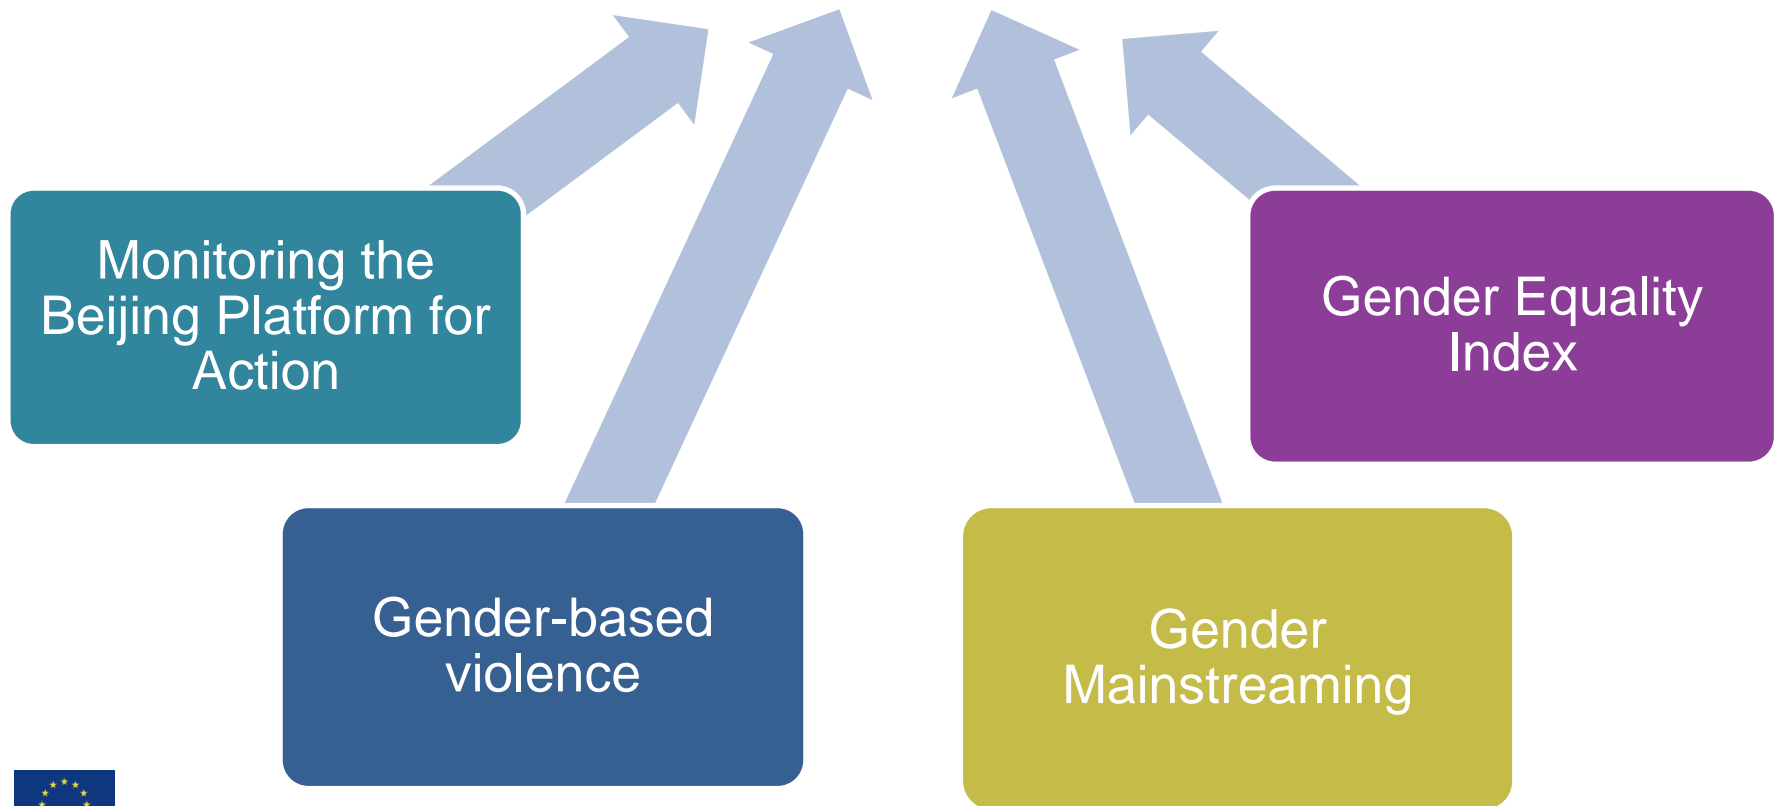 Monitoring the
Beijing Platform for
Action
Gender Equality
Index
Gender-based
violence
Gender
Mainstreaming